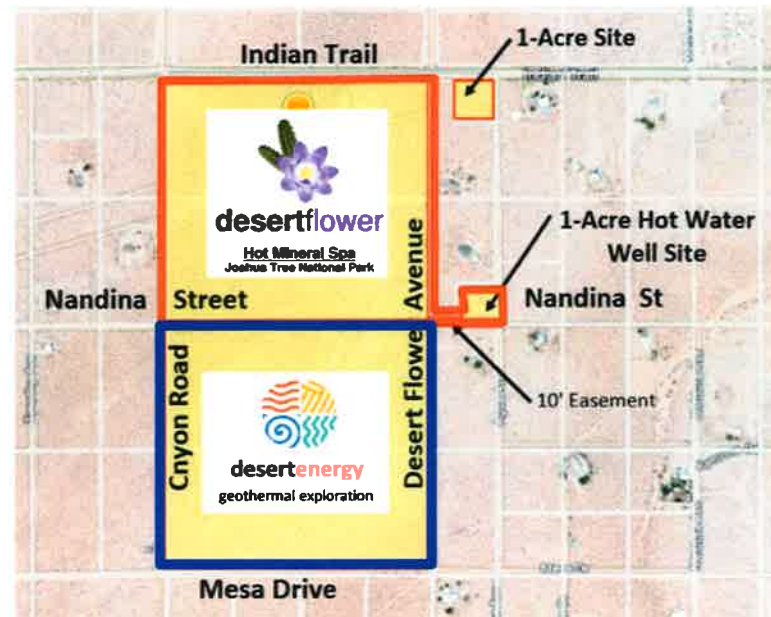 Indian Trail
1-Acre Site
desertflower
Hot Mineral Spa
Joshua Tree National Park
Avenue
1-Acre Hot Water
Well Site
Nandina Street
Nandina St
10' Easement
Cnyon Road
Desert Flowe
desertenergy
geothermal exploration
Mesa Drive